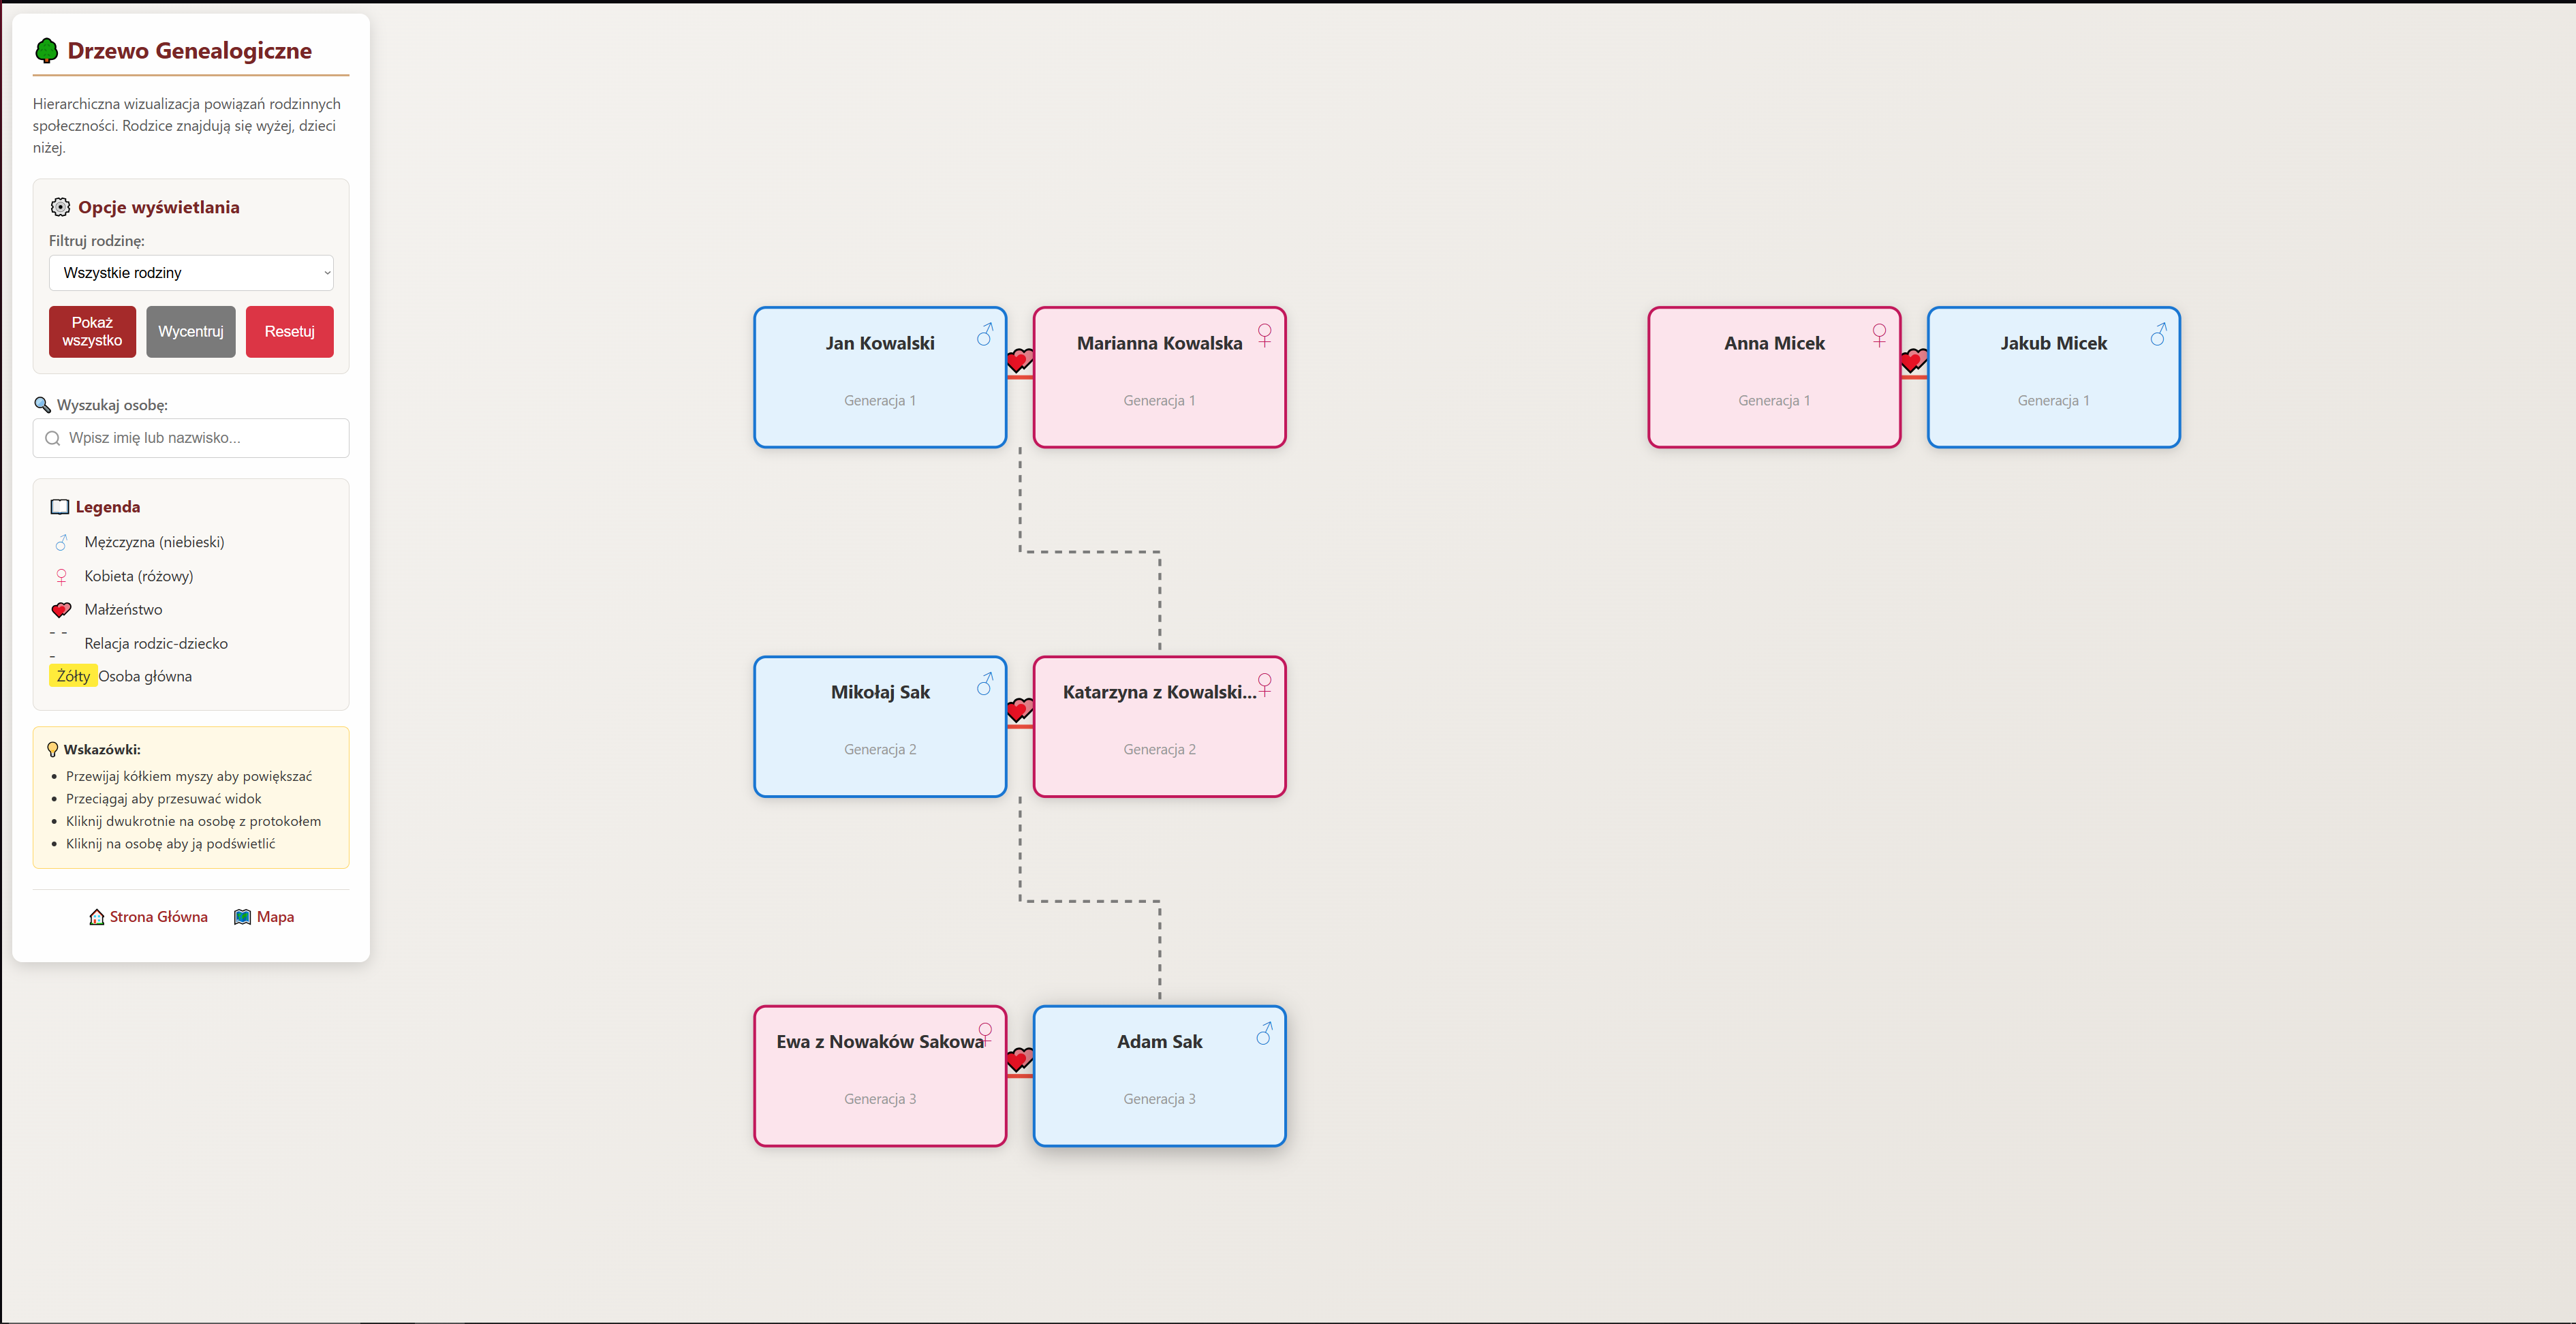 Drzewo Genealogiczne
Hierarchiczna wizualizacja powiązań rodzinnych
społeczności. Rodzice znajdują się wyżej, dzieci
niżej.
Opcje wyświetlania
Filtruj rodzinę:
Wszystkie rodziny
Pokaż
wszystko
Wycentruj
Resetuj
Wyszukaj osobę:
Wpisz imię lub nazwisko...
Legenda
♂ Mężczyzna (niebieski)
♀ Kobieta (różowy)
Małżeństwo
- - - Relacja rodzic-dziecko
Żółty Osoba główna
Wskazówki:
• Przewijaj kółkiem myszy aby powiększać
• Przeciągaj aby przesuwać widok
• Kliknij dwukrotnie na osobę z protokołem
• Kliknij na osobę aby ją podświetlić
Strona Główna
Mapa
Jan Kowalski ♂
Generacja 1
Marianna Kowalska ♀
Generacja 1
Anna Micek ♀
Generacja 1
Jakub Micek ♂
Generacja 1
Mikołaj Sak ♂
Generacja 2
Katarzyna z Kowalski... ♀
Generacja 2
Ewa z Nowaków Sakowa ♀
Generacja 3
Adam Sak ♂
Generacja 3